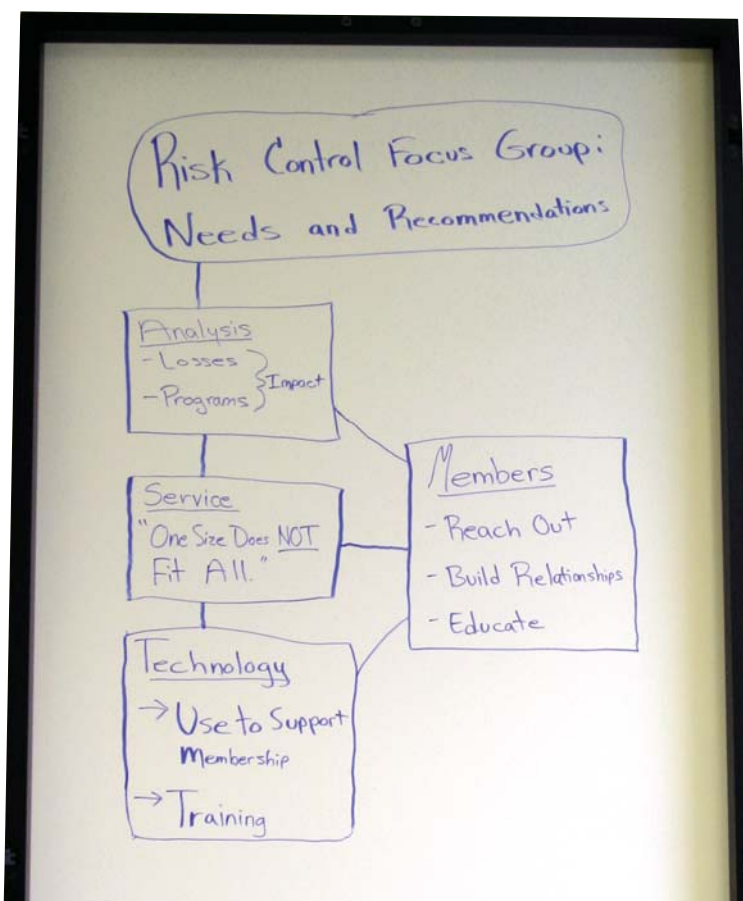 Risk Control Focus Group:
Needs and Recommendations
Analysis
- Losses
- Programs
} Impact
Service
"One Size Does NOT
Fit All."
Technology
→ Use to Support
Membership
→ Training
Members
- Reach Out
- Build Relationships
- Educate